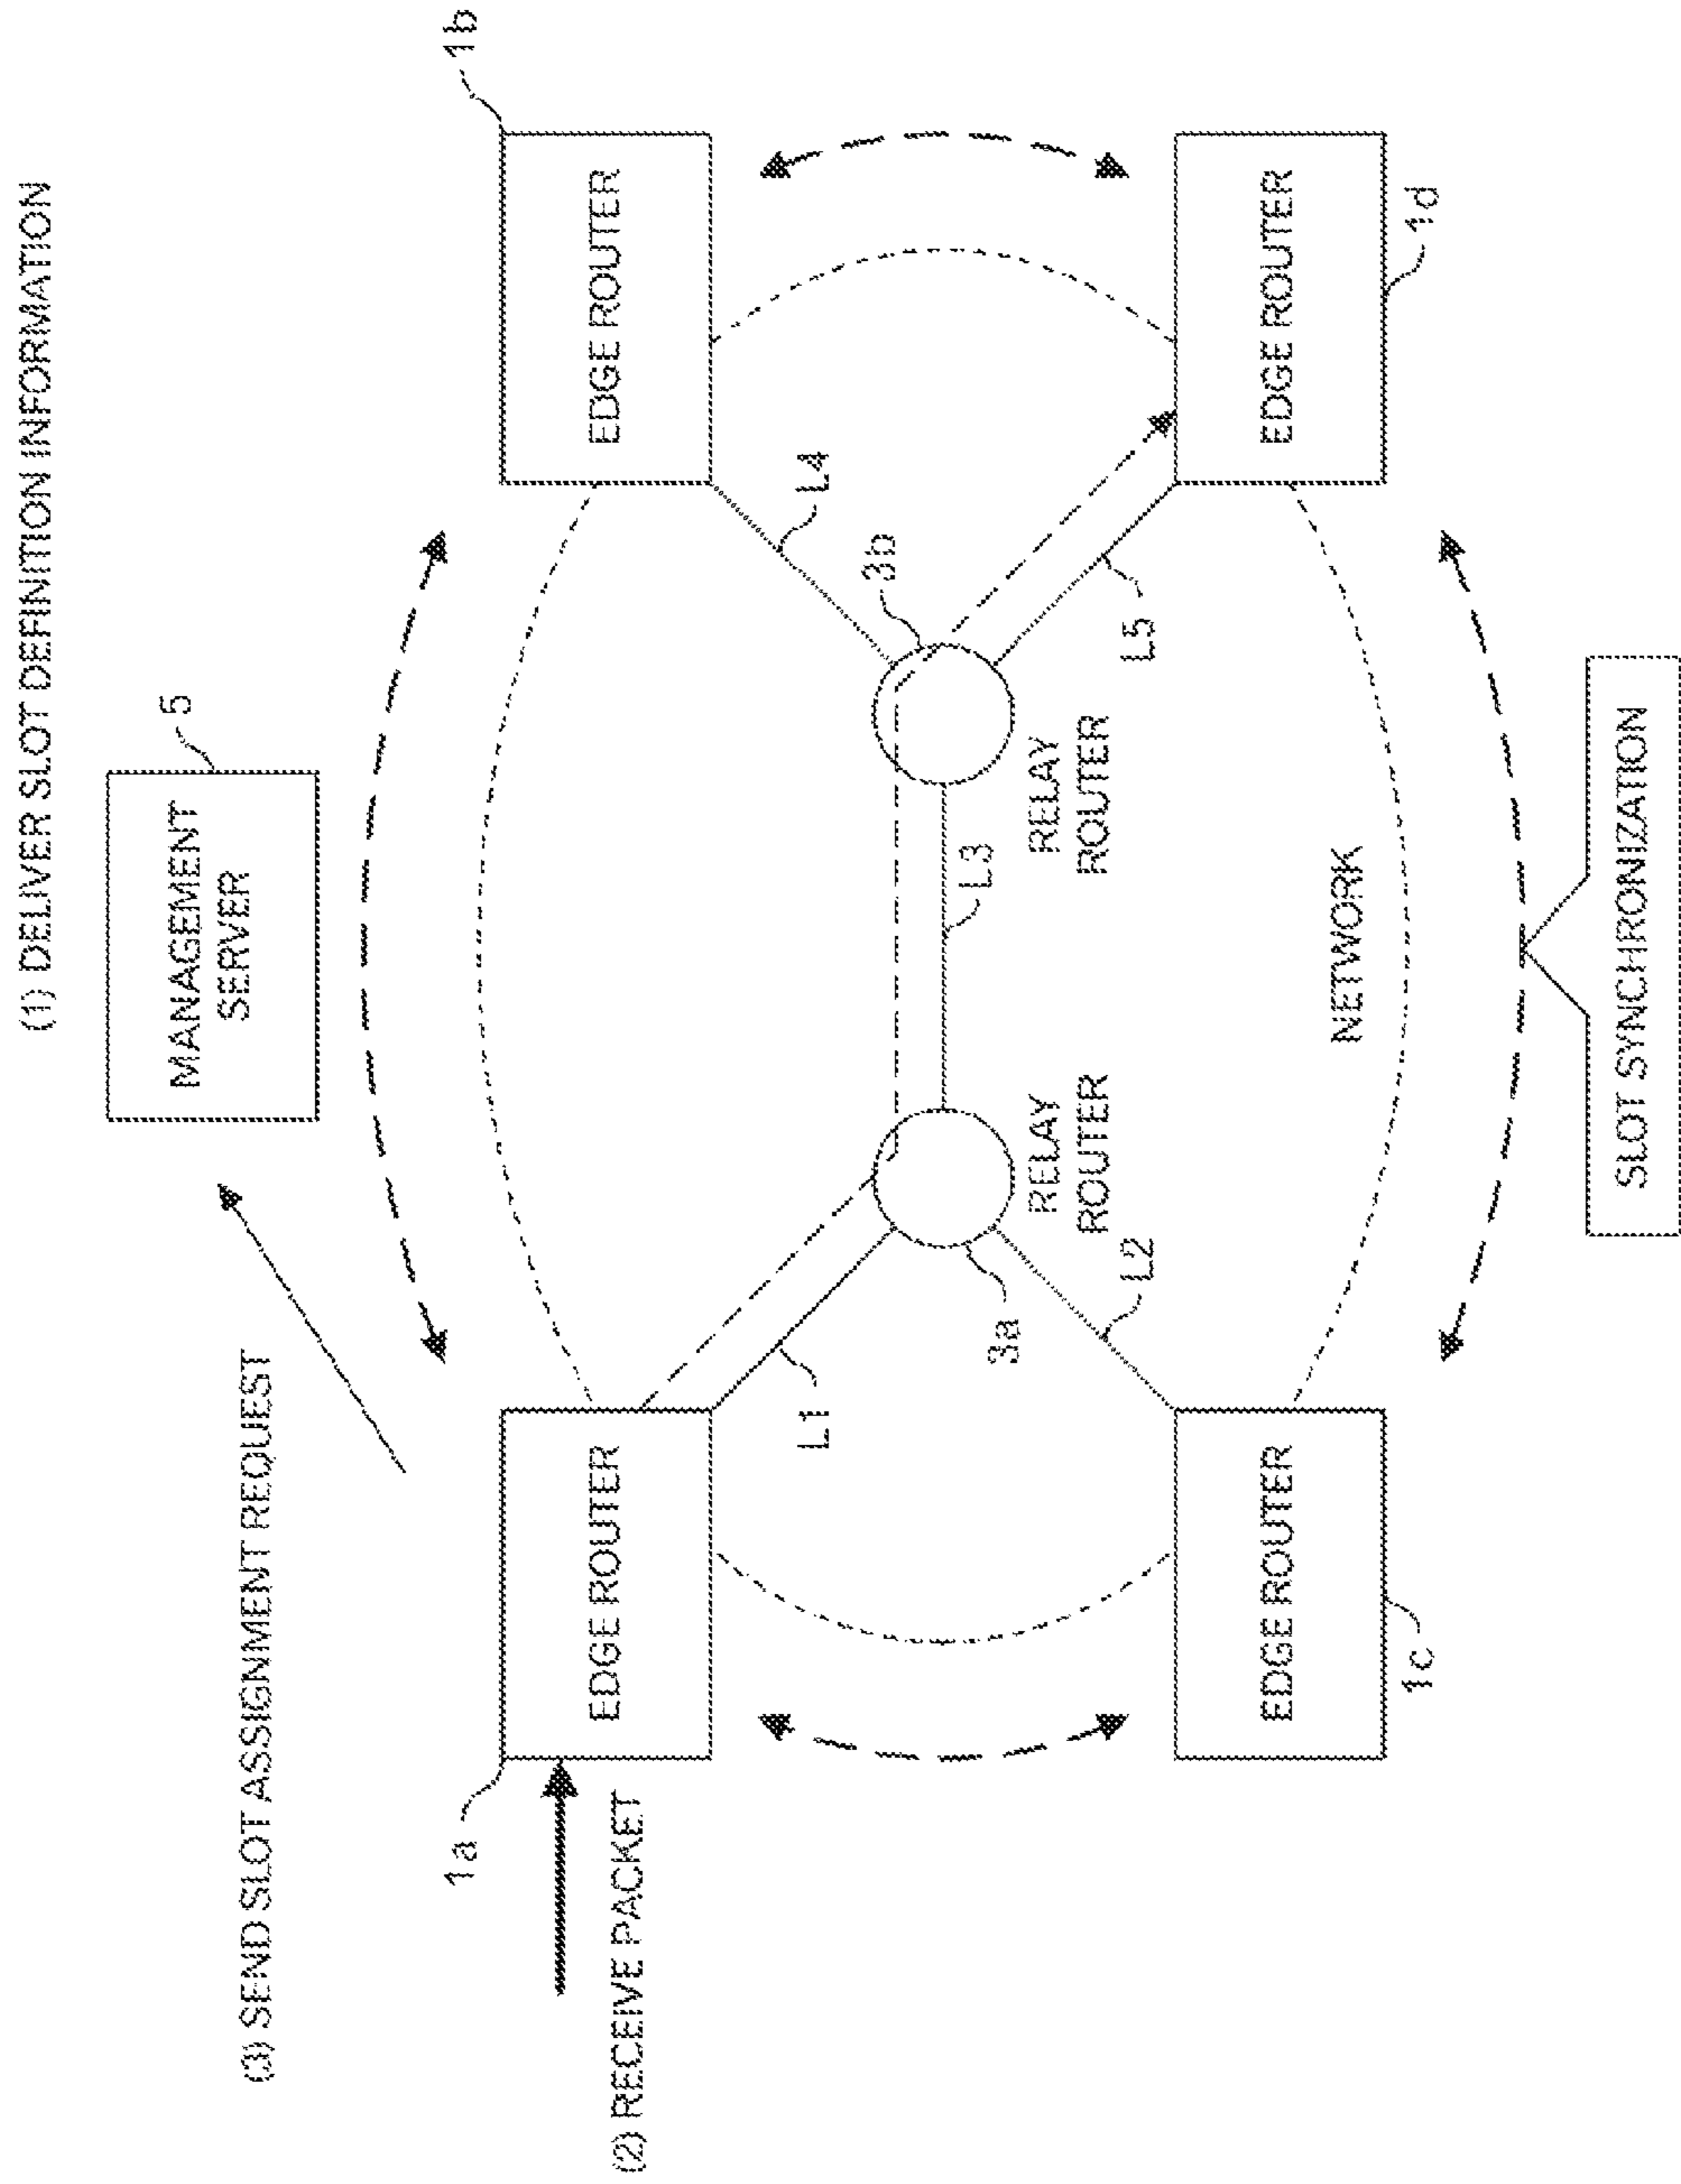 (1) DELIVER SLOT DEFINITION INFORMATION
MANAGEMENT
SERVER
5
(3) SEND SLOT ASSIGNMENT REQUEST
1a
EDGE ROUTER
1b
EDGE ROUTER
(2) RECEIVE PACKET
L1
L4
3b
L3
3a
RELAY
ROUTER
RELAY
ROUTER
L2
L5
NETWORK
EDGE ROUTER
1c
EDGE ROUTER
1d
SLOT SYNCHRONIZATION